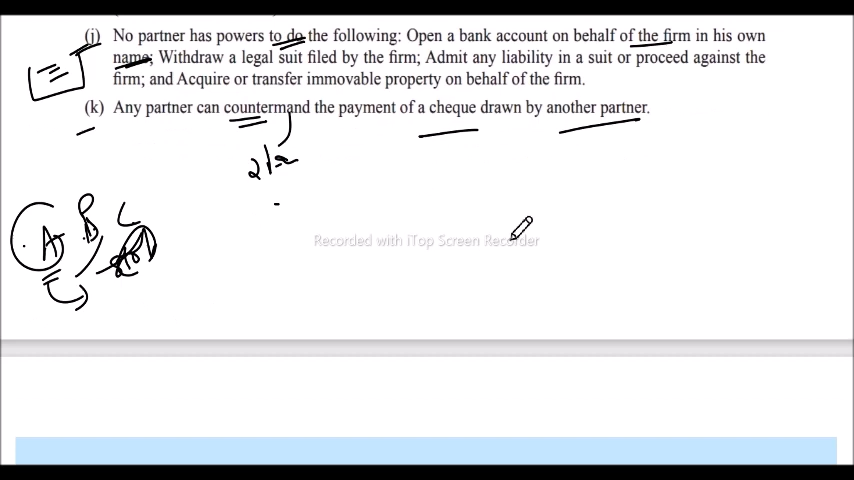 (j) No partner has powers to do the following: Open a bank account on behalf of the firm in his own
name; Withdraw a legal suit filed by the firm; Admit any liability in a suit or proceed against the
firm; and Acquire or transfer immovable property on behalf of the firm.
(k) Any partner can countermand the payment of a cheque drawn by another partner.
A B C
Recorded with iTop Screen Recorder